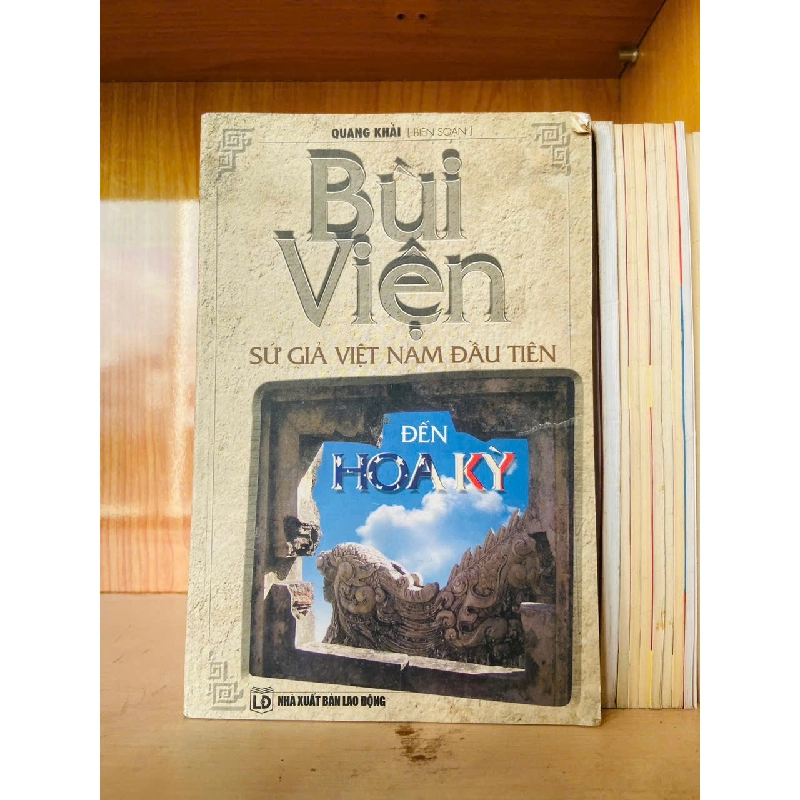 QUANG KHẢI [ BIÊN SOẠN ]
Bùi
Viện
SỨ GIẢ VIỆT NAM ĐẦU TIÊN
ĐẾN
HOA KỲ
LĐ NHÀ XUẤT BẢN LAO ĐỘNG